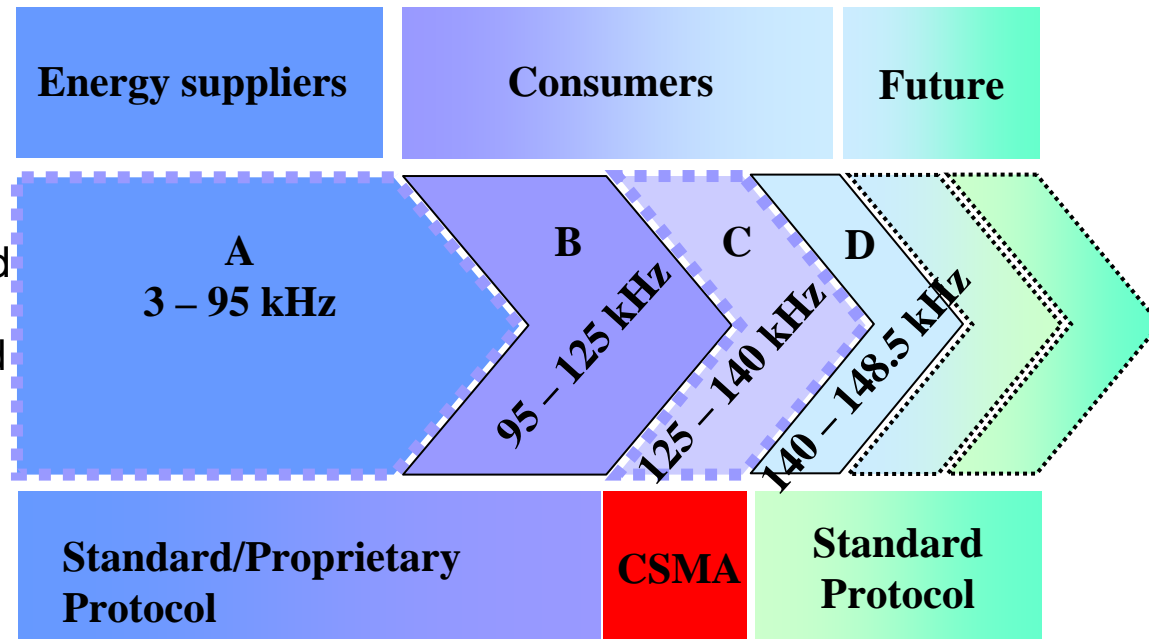 Energy suppliers
Consumers
Future
A
3 – 95 kHz
B
95 – 125 kHz
C
125 – 140 kHz
D
140 – 148.5 kHz
Standard/Proprietary
Protocol
CSMA
Standard
Protocol